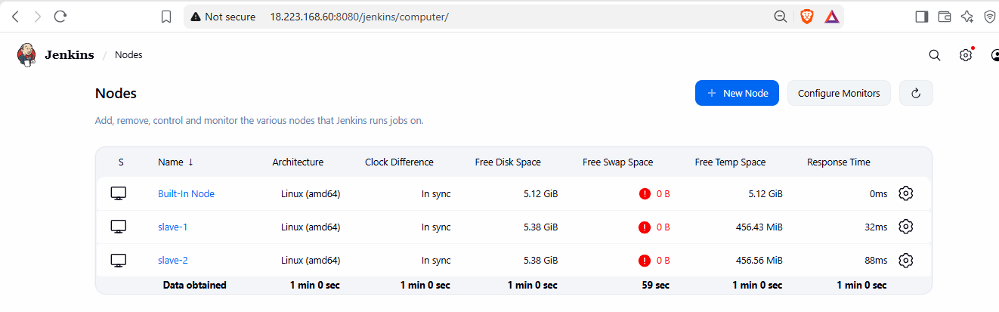 Not secure 18.223.168.60:8080/jenkins/computer/
Jenkins / Nodes
Nodes
+ New Node
Configure Monitors
Add, remove, control and monitor the various nodes that Jenkins runs jobs on.
S Name ↓ Architecture Clock Difference Free Disk Space Free Swap Space Free Temp Space Response Time
Built-In Node Linux (amd64) In sync 5.12 GiB 0 B 5.12 GiB 0ms
slave-1 Linux (amd64) In sync 5.38 GiB 0 B 456.43 MiB 32ms
slave-2 Linux (amd64) In sync 5.38 GiB 0 B 456.56 MiB 88ms
Data obtained 1 min 0 sec 1 min 0 sec 1 min 0 sec 59 sec 1 min 0 sec 1 min 0 sec